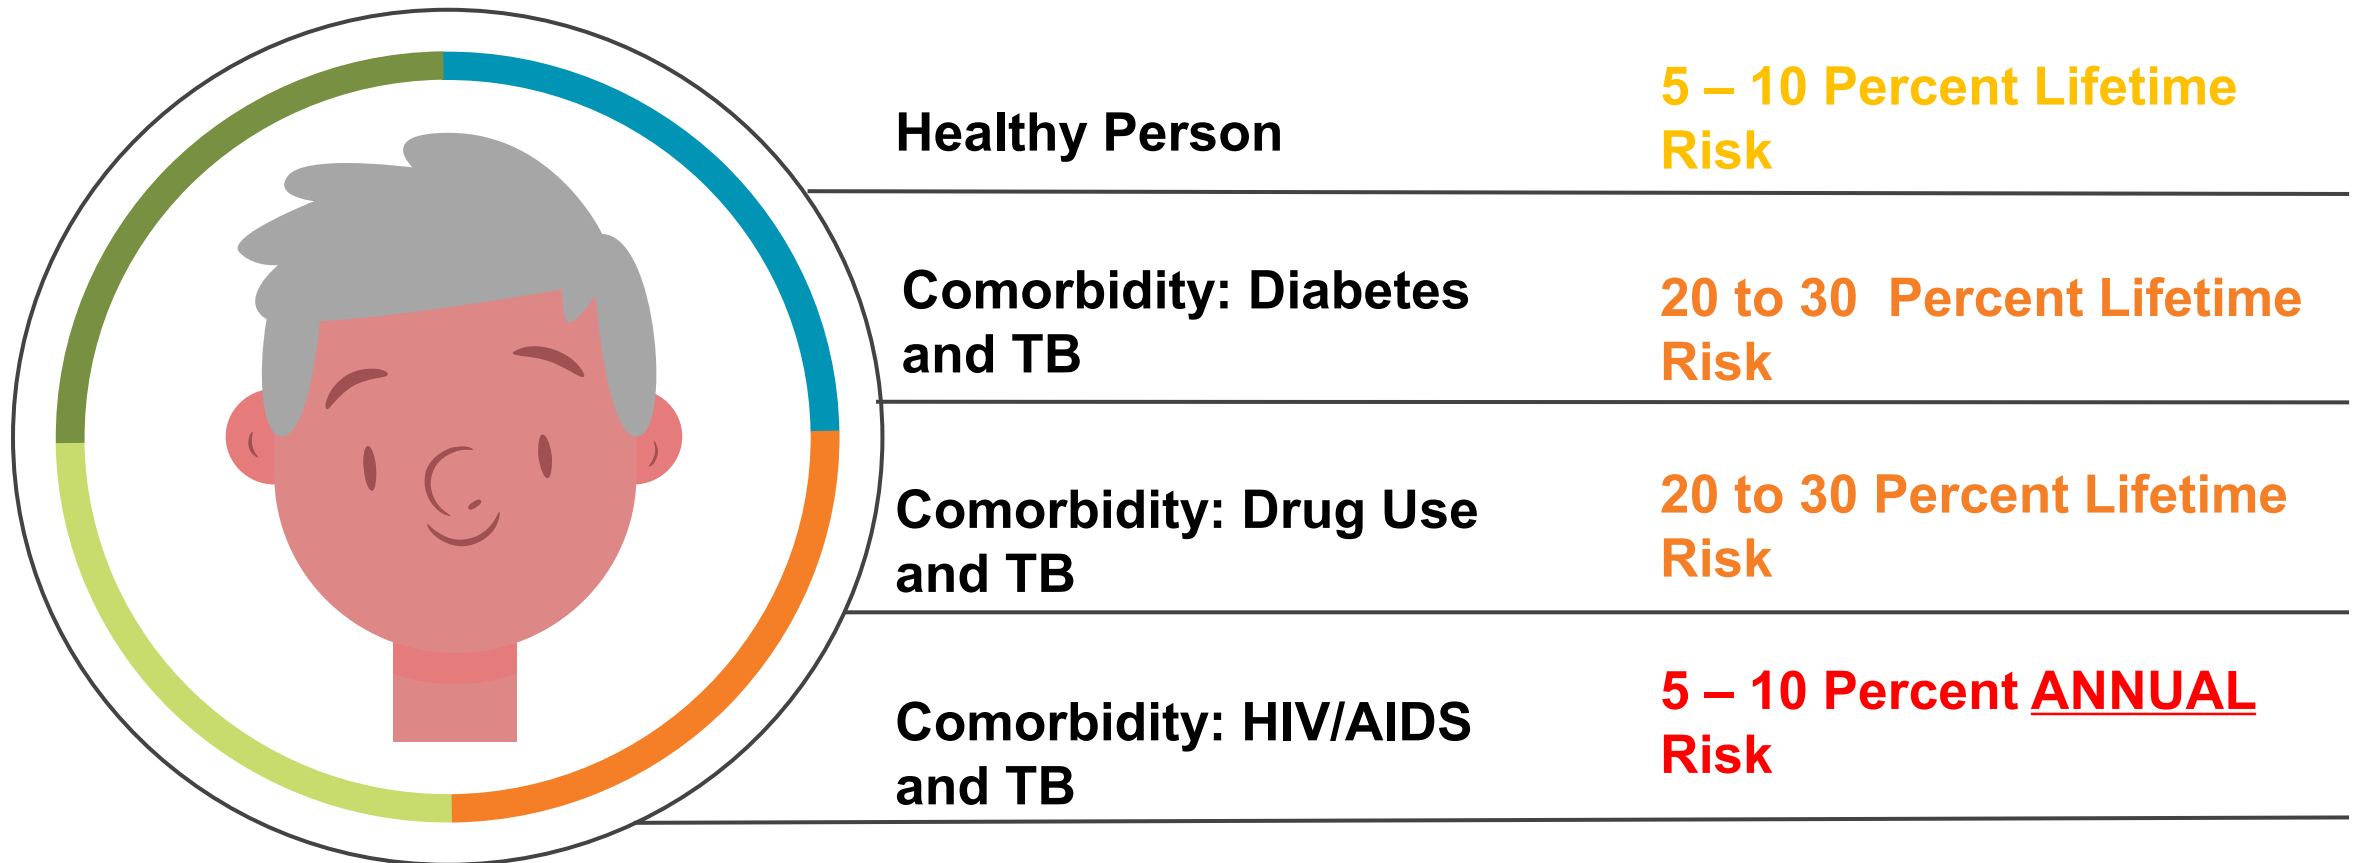 Healthy Person
5 – 10 Percent Lifetime
Risk
Comorbidity: Diabetes
and TB
20 to 30  Percent Lifetime
Risk
Comorbidity: Drug Use
and TB
20 to 30 Percent Lifetime
Risk
Comorbidity: HIV/AIDS
and TB
5 – 10 Percent ANNUAL
Risk